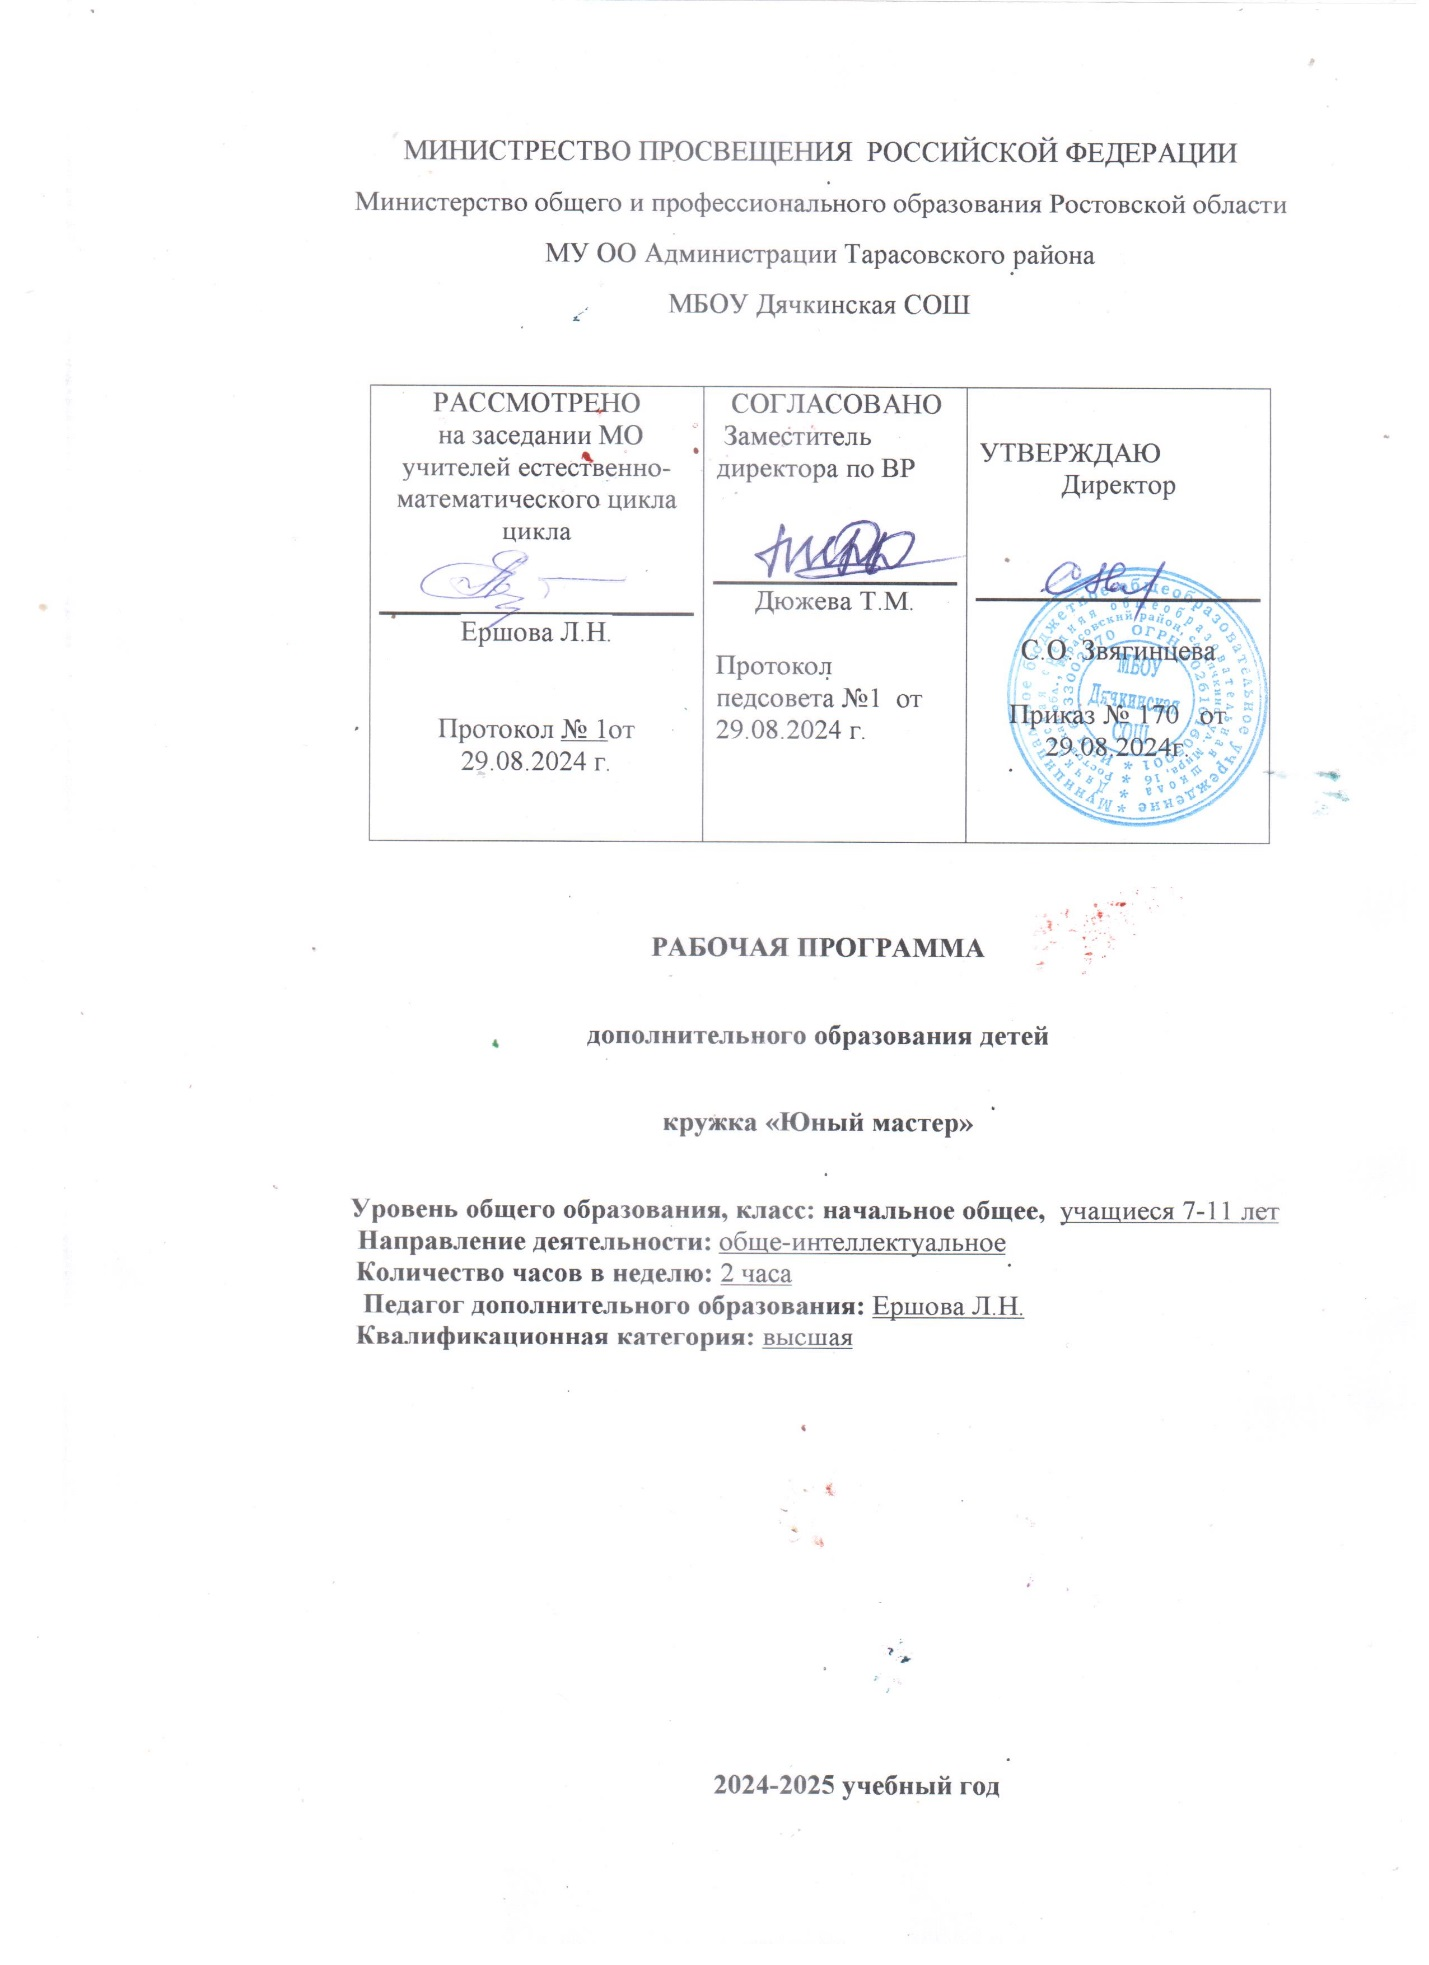 МИНИСТРЕСТВО ПРОСВЕЩЕНИЯ РОССИЙСКОЙ ФЕДЕРАЦИИ
Министерство общего и профессионального образования Ростовской области
МУ ОО Администрации Тарасовского района
МБОУ Дячкинская СОШ
РАССМОТРЕНО
на заседании МО
учителей естественно-
математического цикла
цикла
Ершова Л.Н.
Протокол № 1от
29.08.2024 г.
СОГЛАСОВАНО
Заместитель
директора по ВР
Дюжева Т.М.
Протокол
педсовета №1 от
29.08.2024 г.
УТВЕРЖДАЮ
Директор
С.О. Звягинцева
Приказ № 170 от
29.08.2024г.
МБОУ
Дячкинская
СОШ
РАБОЧАЯ ПРОГРАММА
дополнительного образования детей
кружка «Юный мастер»
Уровень общего образования, класс: начальное общее, учащиеся 7-11 лет
Направление деятельности: обще-интеллектуальное
Количество часов в неделю: 2 часа
Педагог дополнительного образования: Ершова Л.Н.
Квалификационная категория: высшая
2024-2025 учебный год